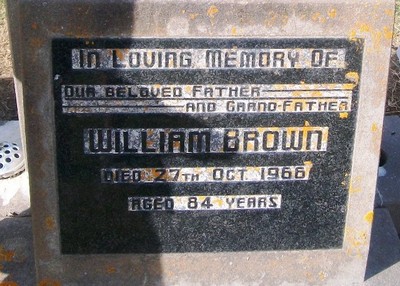 IN LOVING MEMORY OF
OUR BELOVED FATHER
AND GRAND-FATHER
WILLIAM BROWN
DIED 27TH OCT 1966
AGED 84 YEARS